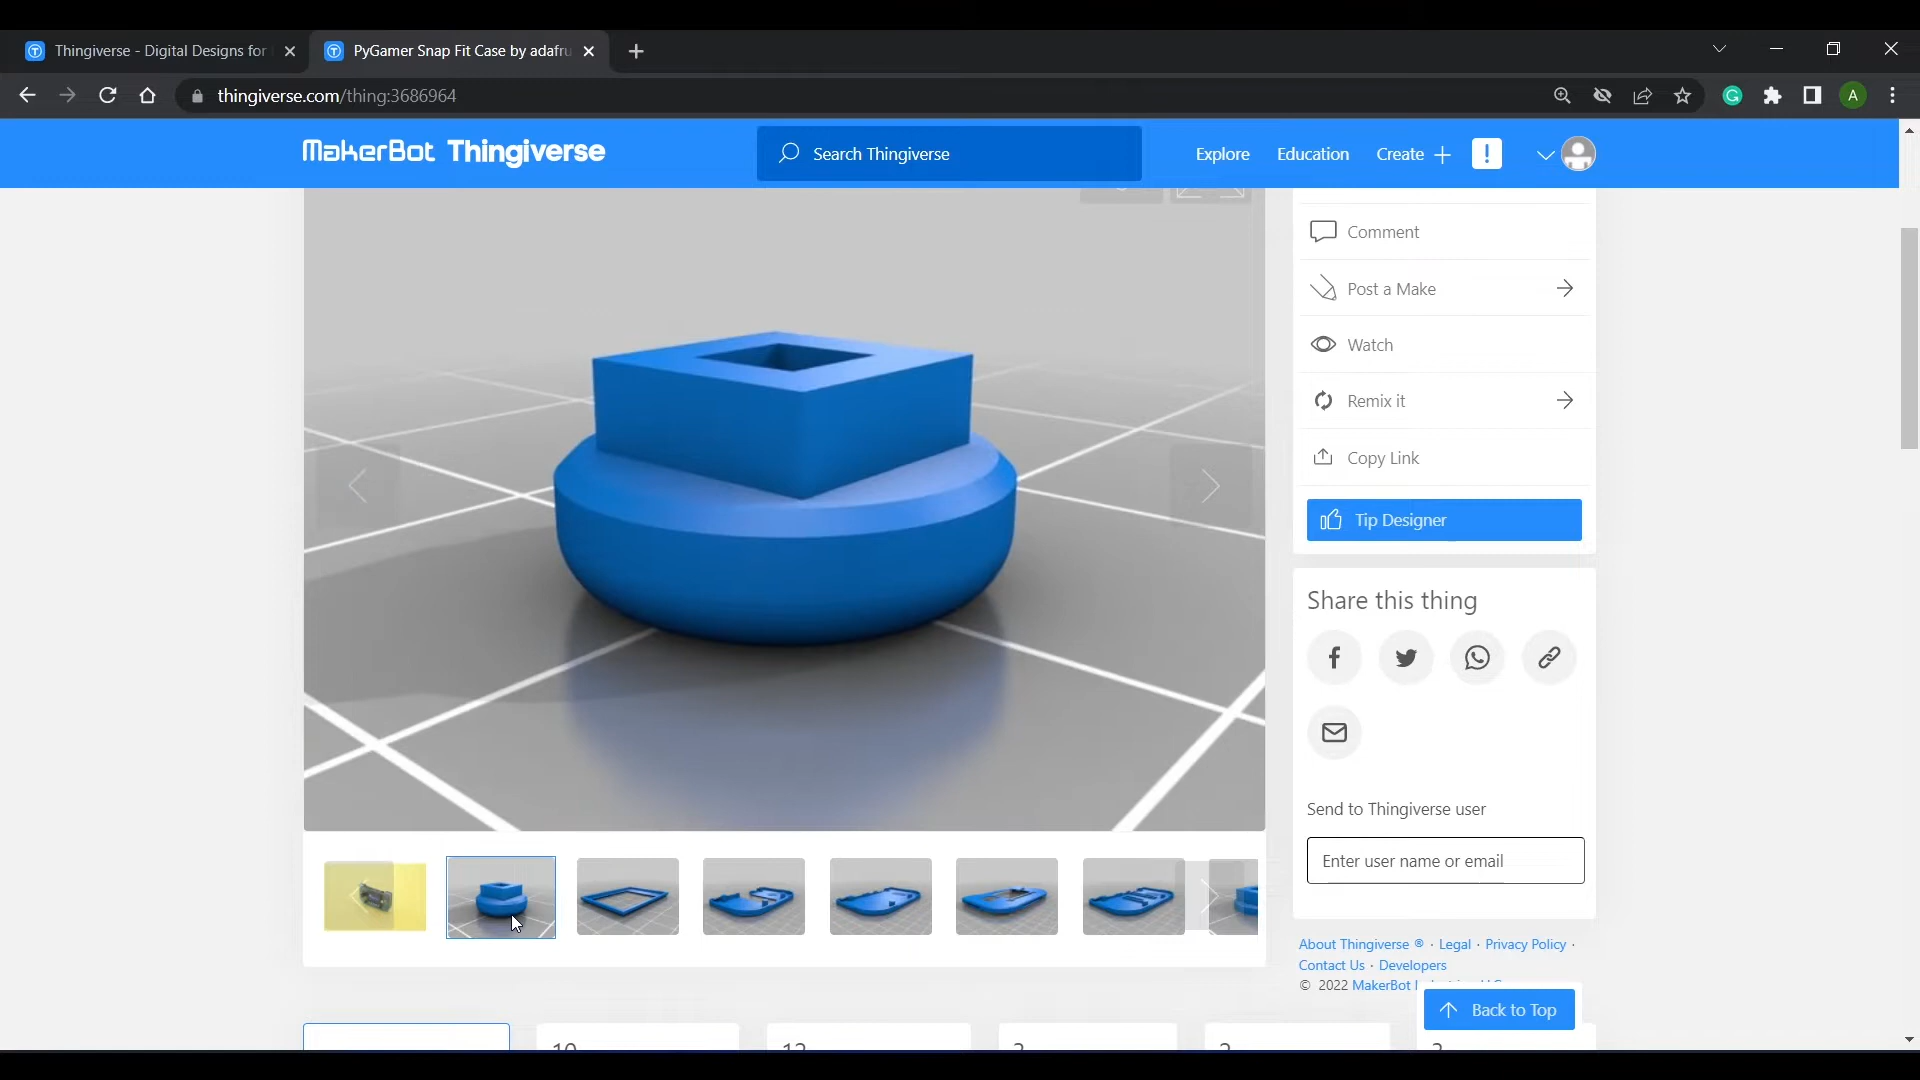 Thingiverse - Digital Designs for
PyGamer Snap Fit Case by adafru
thingiverse.com/thing:3686964
A
MakerBot Thingiverse
Search Thingiverse
Explore
Education
Create
!
Comment
Post a Make
Watch
Remix it
Copy Link
Tip Designer
Share this thing
Send to Thingiverse user
Enter user name or email
About Thingiverse ® · Legal · Privacy Policy ·
Contact Us · Developers
© 2022 MakerBot
Back to Top